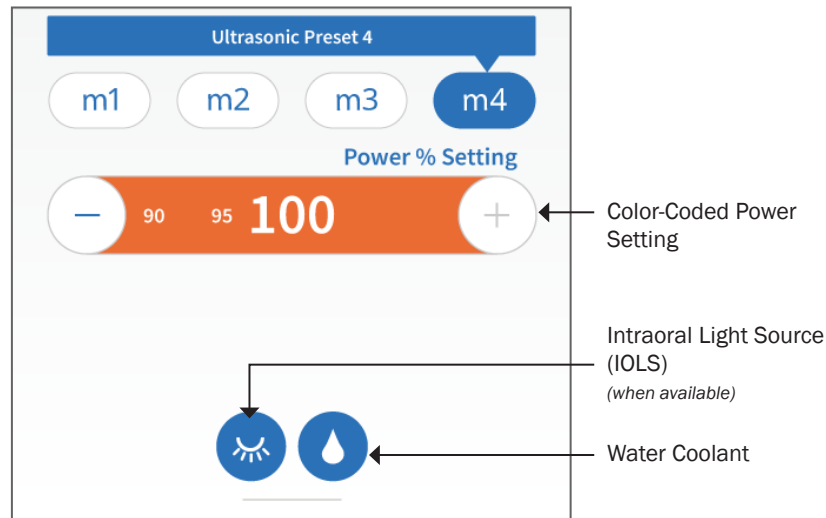 Ultrasonic Preset 4
m1 m2 m3 m4
Power % Setting
− 90 95 100 +
Color-Coded Power
Setting
Intraoral Light Source
(IOLS)
(when available)
Water Coolant